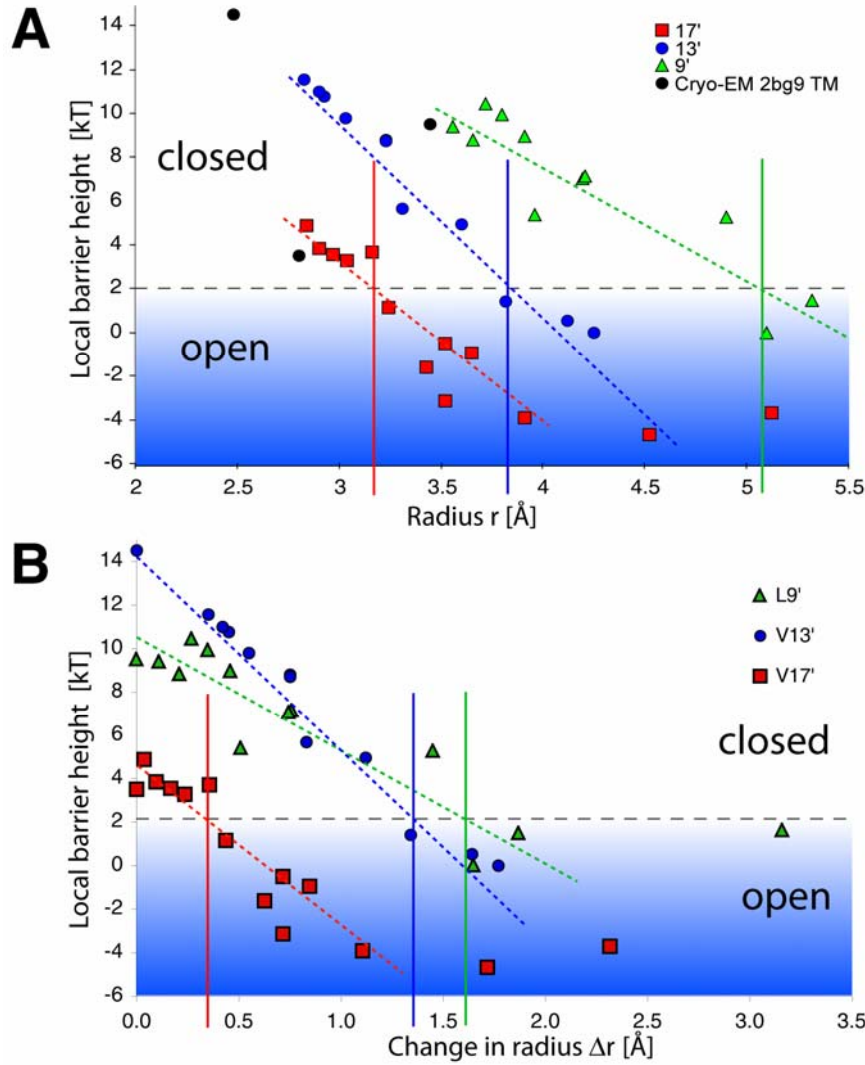 A
14
12
10
8
6
4
2
0
-2
-4
-6
Local barrier height [kT]
closed
open
17'
13'
9'
Cryo-EM 2bg9 TM
2 2.5 3 3.5 4 4.5 5 5.5
Radius r [Å]
B
14
12
10
8
6
4
2
0
-2
-4
-6
Local barrier height [kT]
L9'
V13'
V17'
closed
open
0.0 0.5 1.0 1.5 2.0 2.5 3.0 3.5
Change in radius Δr [Å]